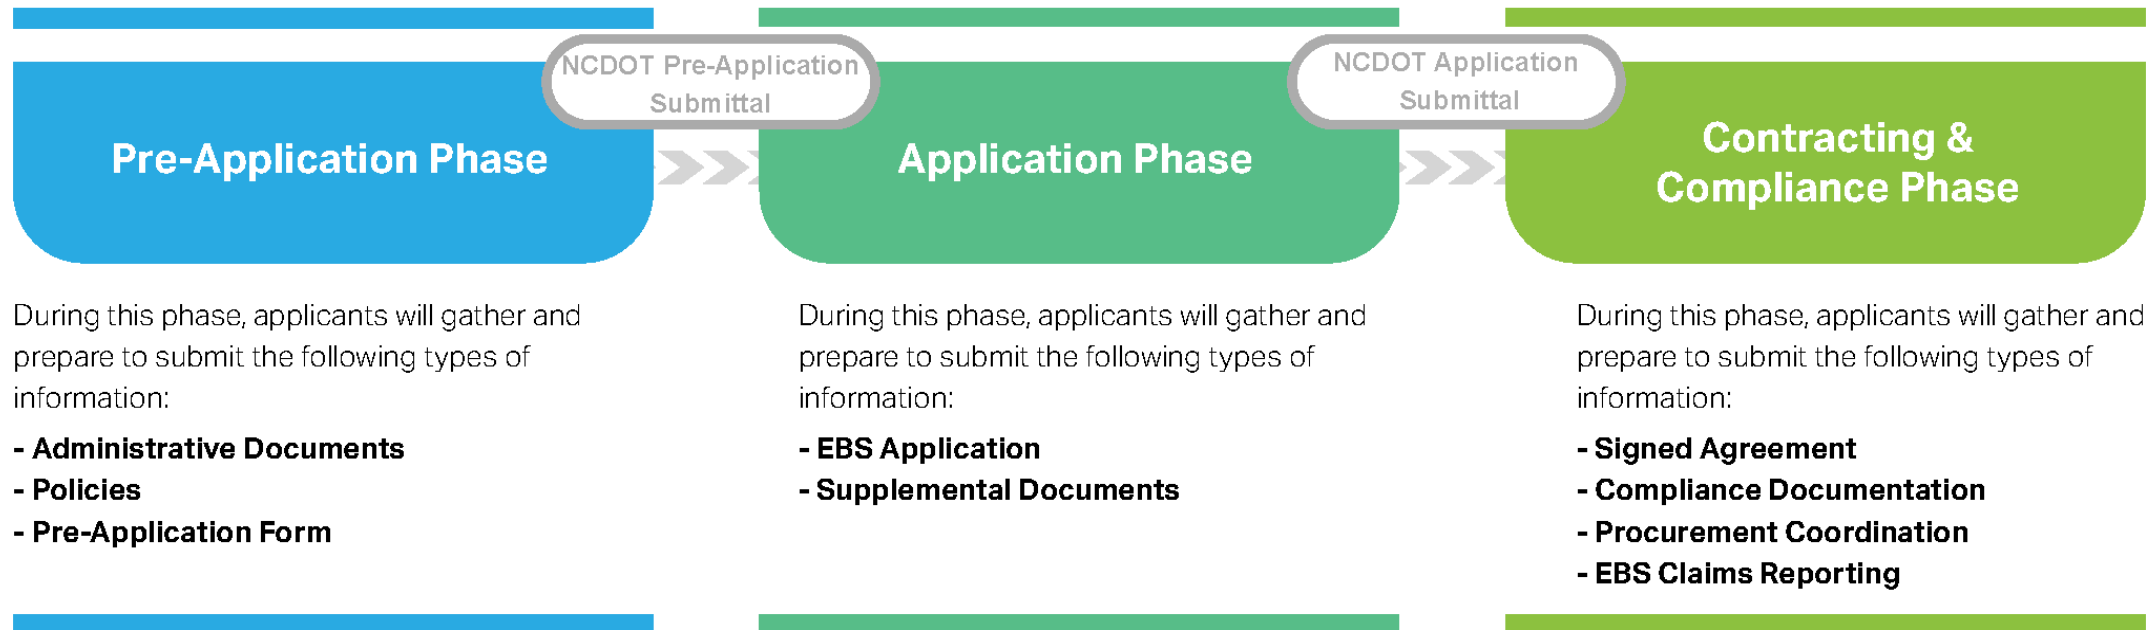 NCDOT Pre-Application
Submittal
NCDOT Application
Submittal
Pre-Application Phase
Application Phase
Contracting &
Compliance Phase
During this phase, applicants will gather and
prepare to submit the following types of
information:
- Administrative Documents
- Policies
- Pre-Application Form
During this phase, applicants will gather and
prepare to submit the following types of
information:
- EBS Application
- Supplemental Documents
During this phase, applicants will gather and
prepare to submit the following types of
information:
- Signed Agreement
- Compliance Documentation
- Procurement Coordination
- EBS Claims Reporting